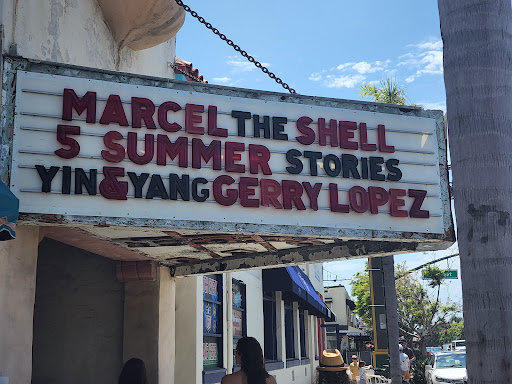 MARCEL THE SHELL
5 SUMMER STORIES
YIN & YANG GERRY LOPEZ